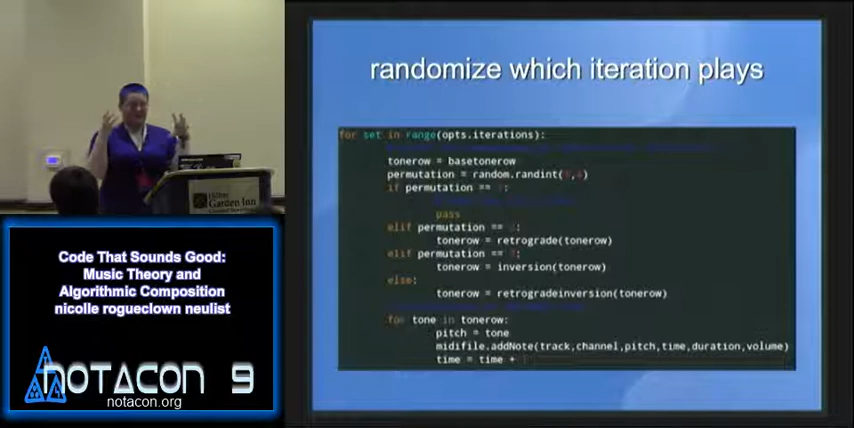 randomize which iteration plays
for set in range(opts.iterations):
tonerow = basetonerow
permutation = random.randint( ,4)
if permutation == :
pass
elif permutation == :
tonerow = retrograde(tonerow)
elif permutation == :
tonerow = inversion(tonerow)
else:
tonerow = retrogradeinversion(tonerow)
for tone in tonerow:
pitch = tone
midifile.addNote(track,channel,pitch,time,duration,volume)
time = time +
Hilton
Garden Inn
Code That Sounds Good:
Music Theory and
Algorithmic Composition
nicolle rogueclown neulist
NOTACON 9
notacon.org